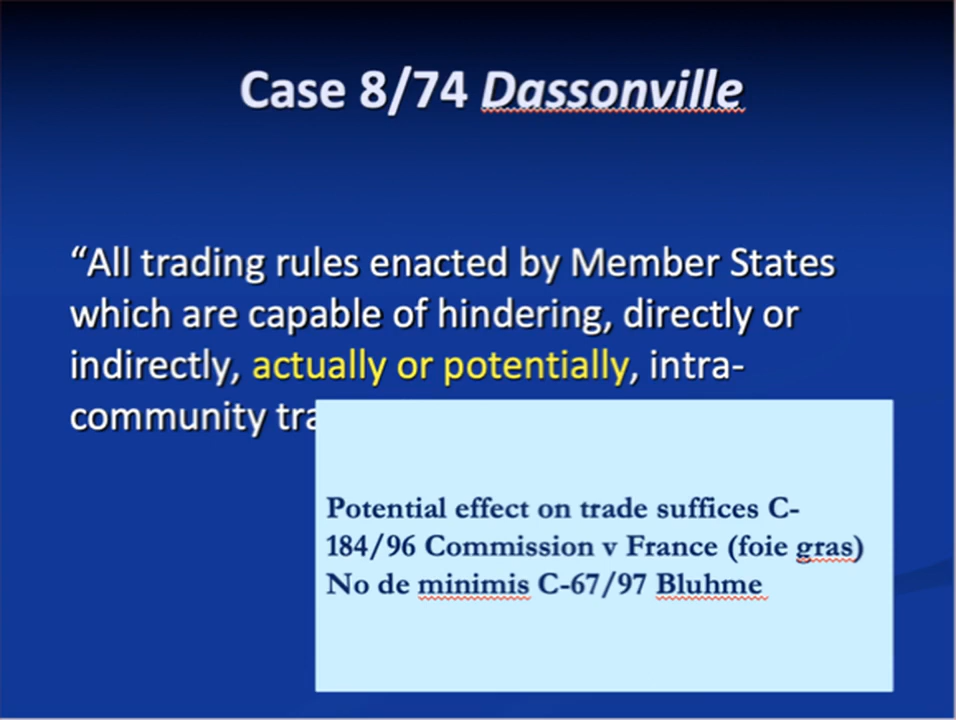 Case 8/74 Dassonville
“All trading rules enacted by Member States
which are capable of hindering, directly or
indirectly, actually or potentially, intra-
community
Potential effect on trade suffices C-
184/96 Commission v France (foie gras)
No de minimis C-67/97 Bluhme